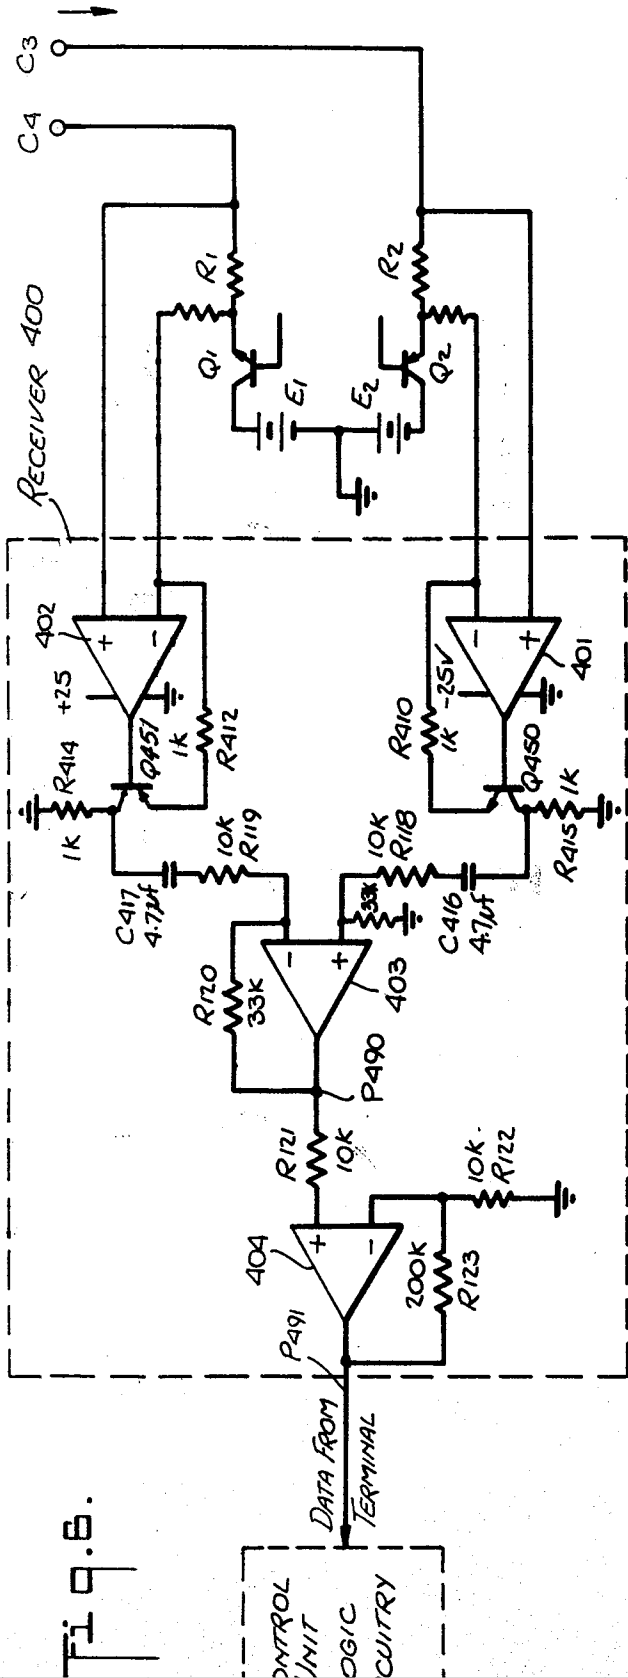 C3
C4
R1
R2
Q1
Q2
E1
E2
RECEIVER 400
402
+
-
+25
Q451
1K
R412
R414
1K
401
-
+
-25V
R410
1K
Q450
1K
R415
C417
4.7µf
10K
R119
10K
R118
33K
C416
4.7µf
R120
33K
-
+
403
P490
R121
10K
10K
R122
404
+
-
200K
R123
P491
DATA FROM
TERMINAL
ONTROL
UNIT
OGIC
CUITRY
Fig.6.